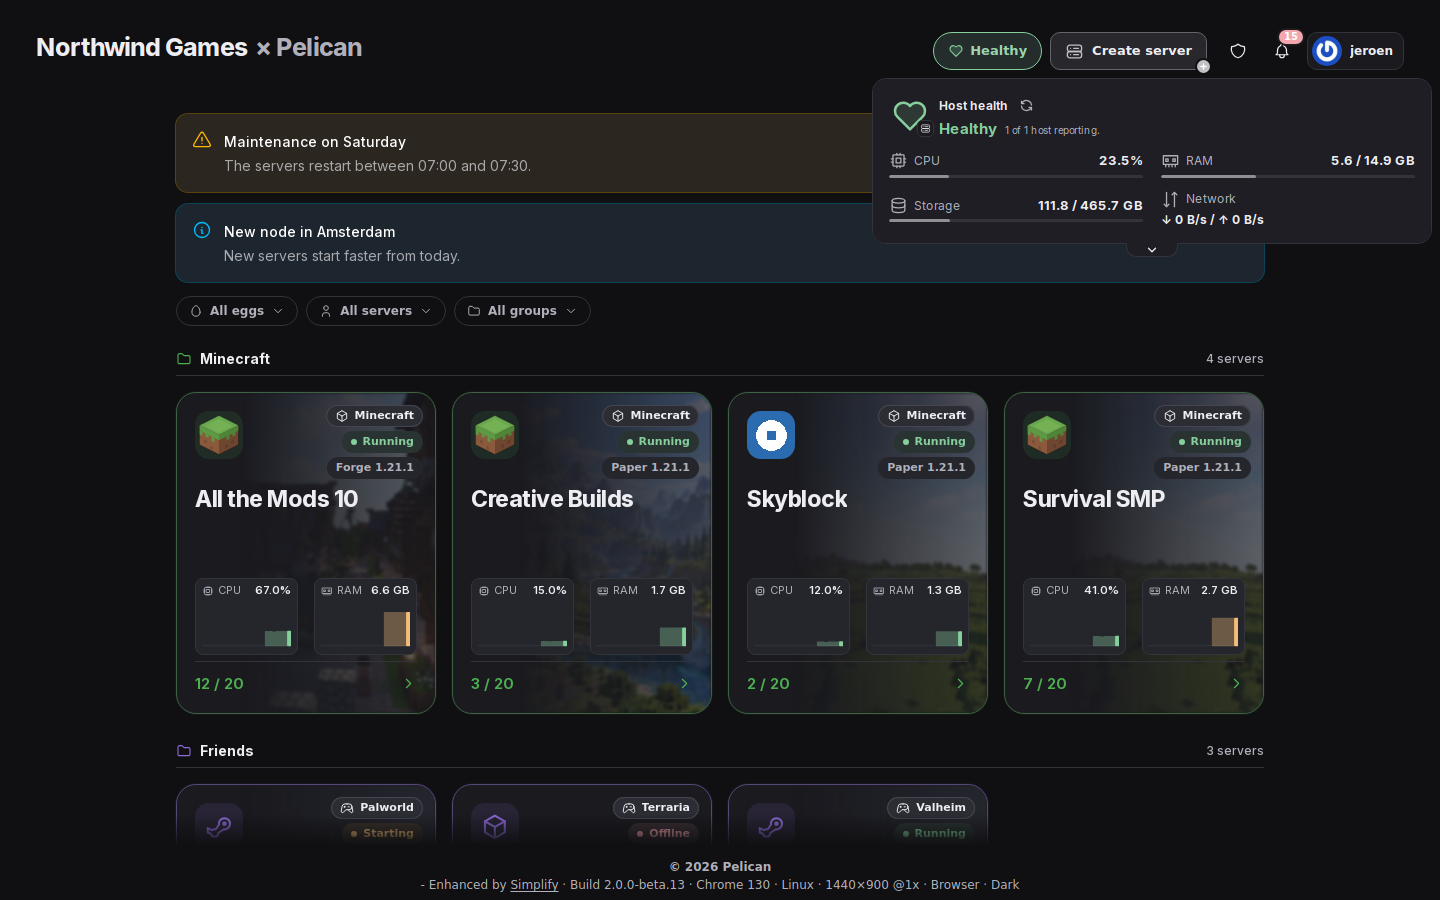 Northwind Games × Pelican
Healthy
Create server
15
jeroen
Maintenance on Saturday
The servers restart between 07:00 and 07:30.
New node in Amsterdam
New servers start faster from today.
Host health
Healthy 1 of 1 host reporting.
CPU 23.5%
RAM 5.6 / 14.9 GB
Storage 111.8 / 465.7 GB
Network
↓ 0 B/s / ↑ 0 B/s
All eggs
All servers
All groups
Minecraft
4 servers
Minecraft
Running
Forge 1.21.1
All the Mods 10
CPU 67.0%
RAM 6.6 GB
12 / 20
Minecraft
Running
Paper 1.21.1
Creative Builds
CPU 15.0%
RAM 1.7 GB
3 / 20
Minecraft
Running
Paper 1.21.1
Skyblock
CPU 12.0%
RAM 1.3 GB
2 / 20
Minecraft
Running
Paper 1.21.1
Survival SMP
CPU 41.0%
RAM 2.7 GB
7 / 20
Friends
3 servers
Palworld
Starting
Terraria
Offline
Valheim
Running
© 2026 Pelican
- Enhanced by Simplify · Build 2.0.0-beta.13 · Chrome 130 · Linux · 1440×900 @1x · Browser · Dark